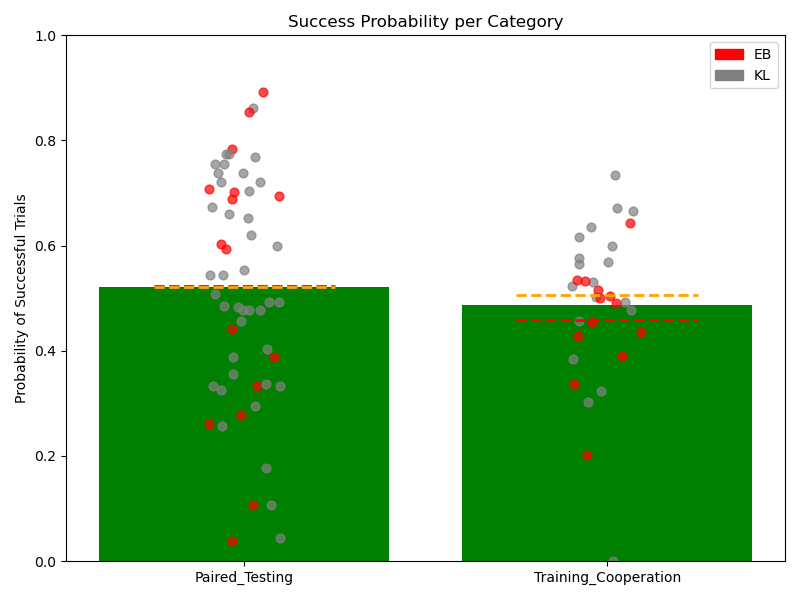 Success Probability per Category
EB
KL
Probability of Successful Trials
1.0
0.8
0.6
0.4
0.2
0.0
Paired_Testing
Training_Cooperation